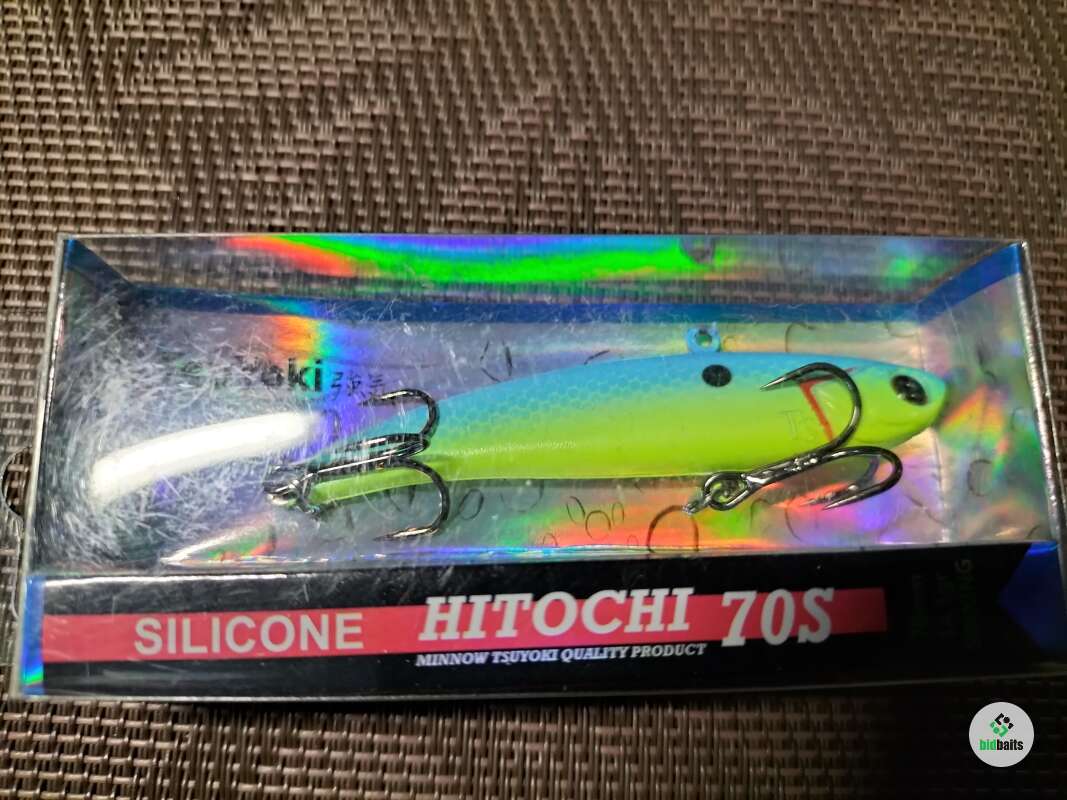 SILICONE
HITOCHI 70S
MINNOW TSUYOKI QUALITY PRODUCT
bidbaits